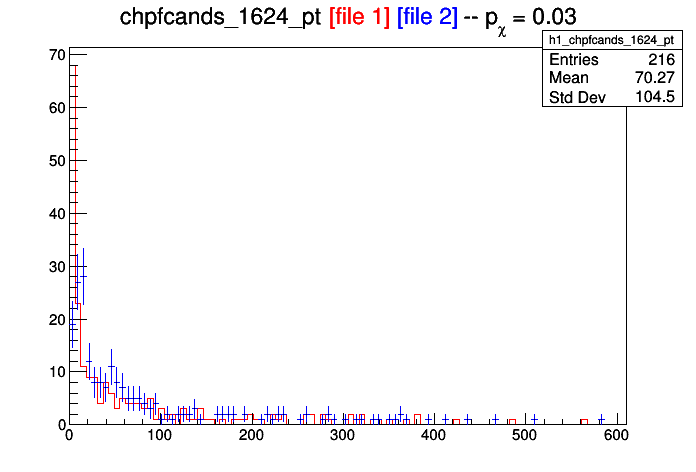 chpfcands_1624_pt [file 1] [file 2] -- pχ = 0.03
h1_chpfcands_1624_pt
Entries 216
Mean 70.27
Std Dev 104.5
70
60
50
40
30
20
10
0
0 100 200 300 400 500 600